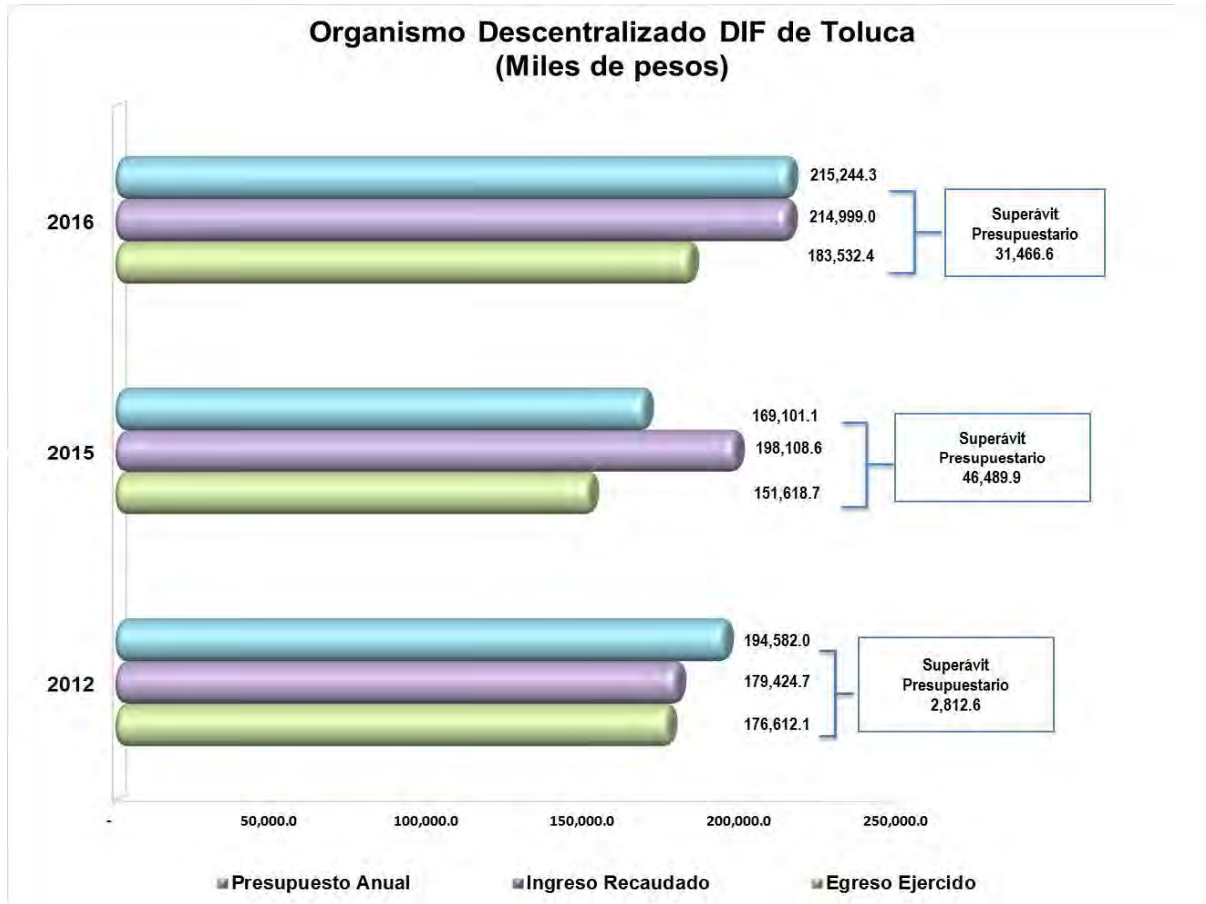 Organismo Descentralizado DIF de Toluca
(Miles de pesos)
2016
215,244.3
214,999.0
183,532.4
Superávit
Presupuestario
31,466.6
2015
169,101.1
198,108.6
151,618.7
Superávit
Presupuestario
46,489.9
2012
194,582.0
179,424.7
176,612.1
Superávit
Presupuestario
2,812.6
- 50,000.0 100,000.0 150,000.0 200,000.0 250,000.0
Presupuesto Anual Ingreso Recaudado Egreso Ejercido